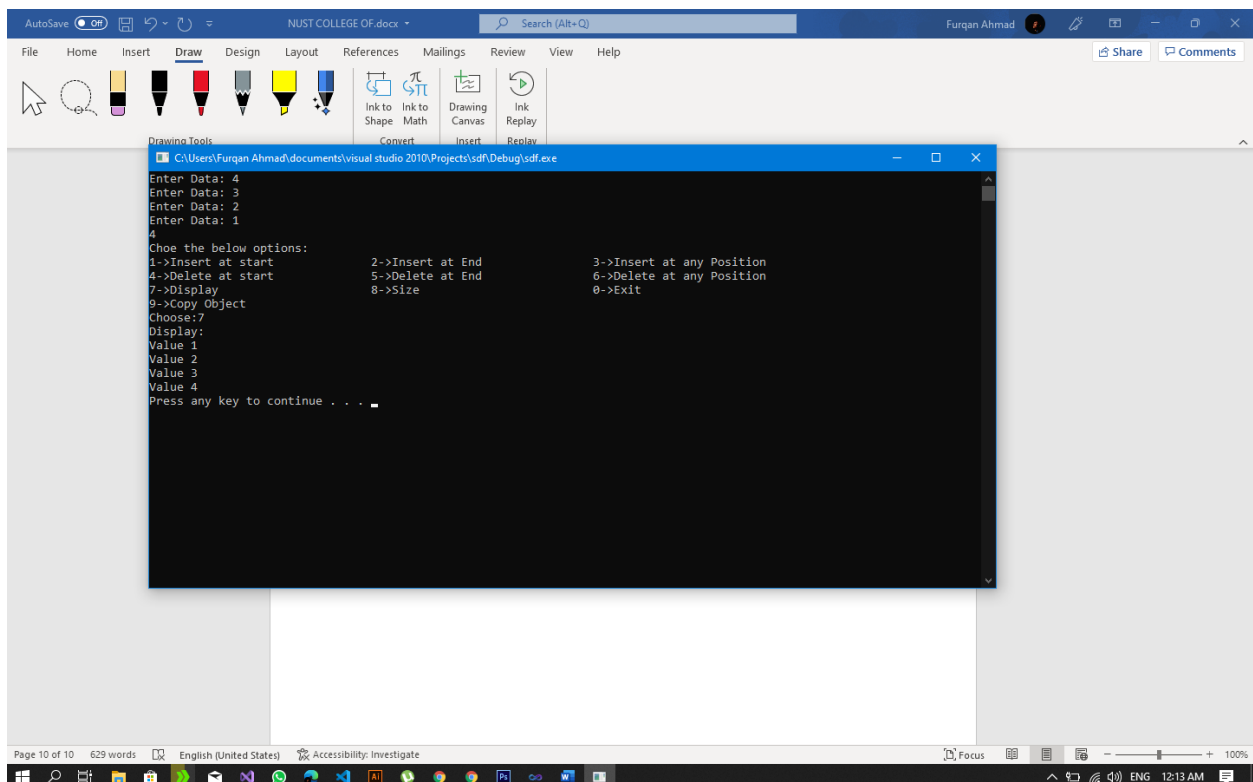 AutoSave Off NUST COLLEGE OF.docx Search (Alt+Q) Furqan Ahmad
File Home Insert Draw Design Layout References Mailings Review View Help Share Comments
Ink to Shape
Ink to Math
Drawing Canvas
Ink Replay
Drawing Tools Convert Insert Replay
C:\Users\Furqan Ahmad\documents\visual studio 2010\Projects\sdf\Debug\sdf.exe
Enter Data: 4
Enter Data: 3
Enter Data: 2
Enter Data: 1
4
Choe the below options:
1->Insert at start 2->Insert at End 3->Insert at any Position
4->Delete at start 5->Delete at End 6->Delete at any Position
7->Display 8->Size 0->Exit
9->Copy Object
Choose:7
Display:
Value 1
Value 2
Value 3
Value 4
Press any key to continue . . .
Page 10 of 10 629 words English (United States) Accessibility: Investigate Focus 100%
Ai Ps ENG 12:13 AM